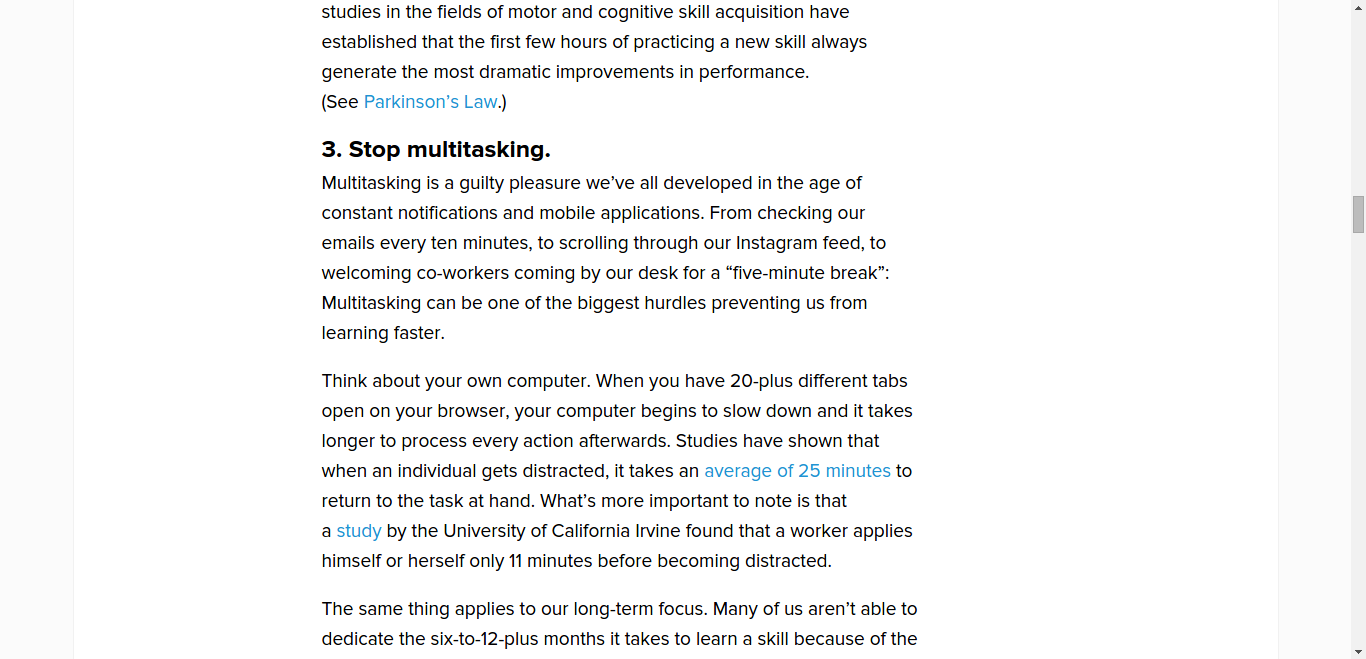 studies in the fields of motor and cognitive skill acquisition have
established that the first few hours of practicing a new skill always
generate the most dramatic improvements in performance.
(See Parkinson’s Law.)
3. Stop multitasking.
Multitasking is a guilty pleasure we’ve all developed in the age of
constant notifications and mobile applications. From checking our
emails every ten minutes, to scrolling through our Instagram feed, to
welcoming co-workers coming by our desk for a “five-minute break”:
Multitasking can be one of the biggest hurdles preventing us from
learning faster.
Think about your own computer. When you have 20-plus different tabs
open on your browser, your computer begins to slow down and it takes
longer to process every action afterwards. Studies have shown that
when an individual gets distracted, it takes an average of 25 minutes to
return to the task at hand. What’s more important to note is that
a study by the University of California Irvine found that a worker applies
himself or herself only 11 minutes before becoming distracted.
The same thing applies to our long-term focus. Many of us aren’t able to
dedicate the six-to-12-plus months it takes to learn a skill because of the